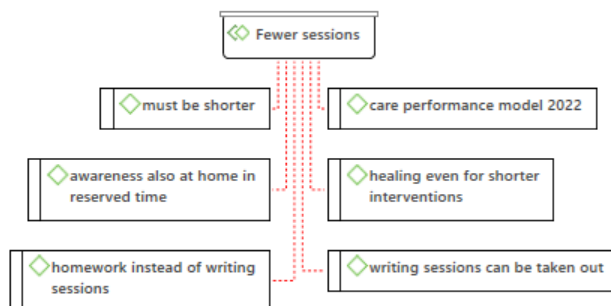 Fewer sessions
must be shorter
care performance model 2022
awareness also at home in
reserved time
healing even for shorter
interventions
homework instead of writing
sessions
writing sessions can be taken out